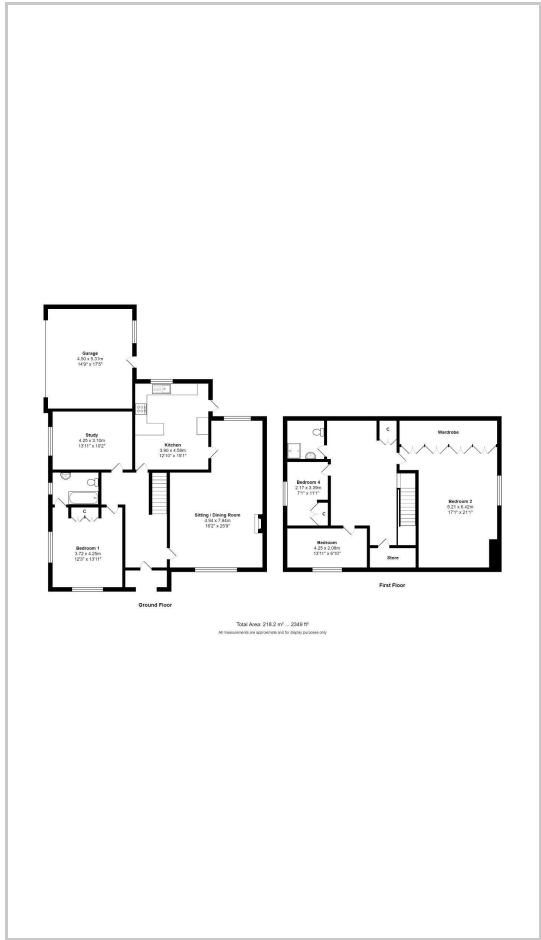 Garage
4.50 x 5.31m
14'9" x 17'5"
Study
4.25 x 3.10m
13'11" x 10'2"
Kitchen
3.90 x 4.59m
12'10" x 15'1"
C
Bedroom 1
3.72 x 4.25m
12'3" x 13'11"
Sitting / Dining Room
4.94 x 7.84m
16'2" x 25'9"
Ground Floor
C
Wardrobe
Bedroom 4
2.17 x 3.39m
7'1" x 11'1"
C
Bedroom 2
5.21 x 6.42m
17'1" x 21'1"
Bedroom
4.25 x 2.08m
13'11" x 6'10"
Store
First Floor
Total Area: 218.2 m² ... 2349 ft²
All measurements are approximate and for display purposes only